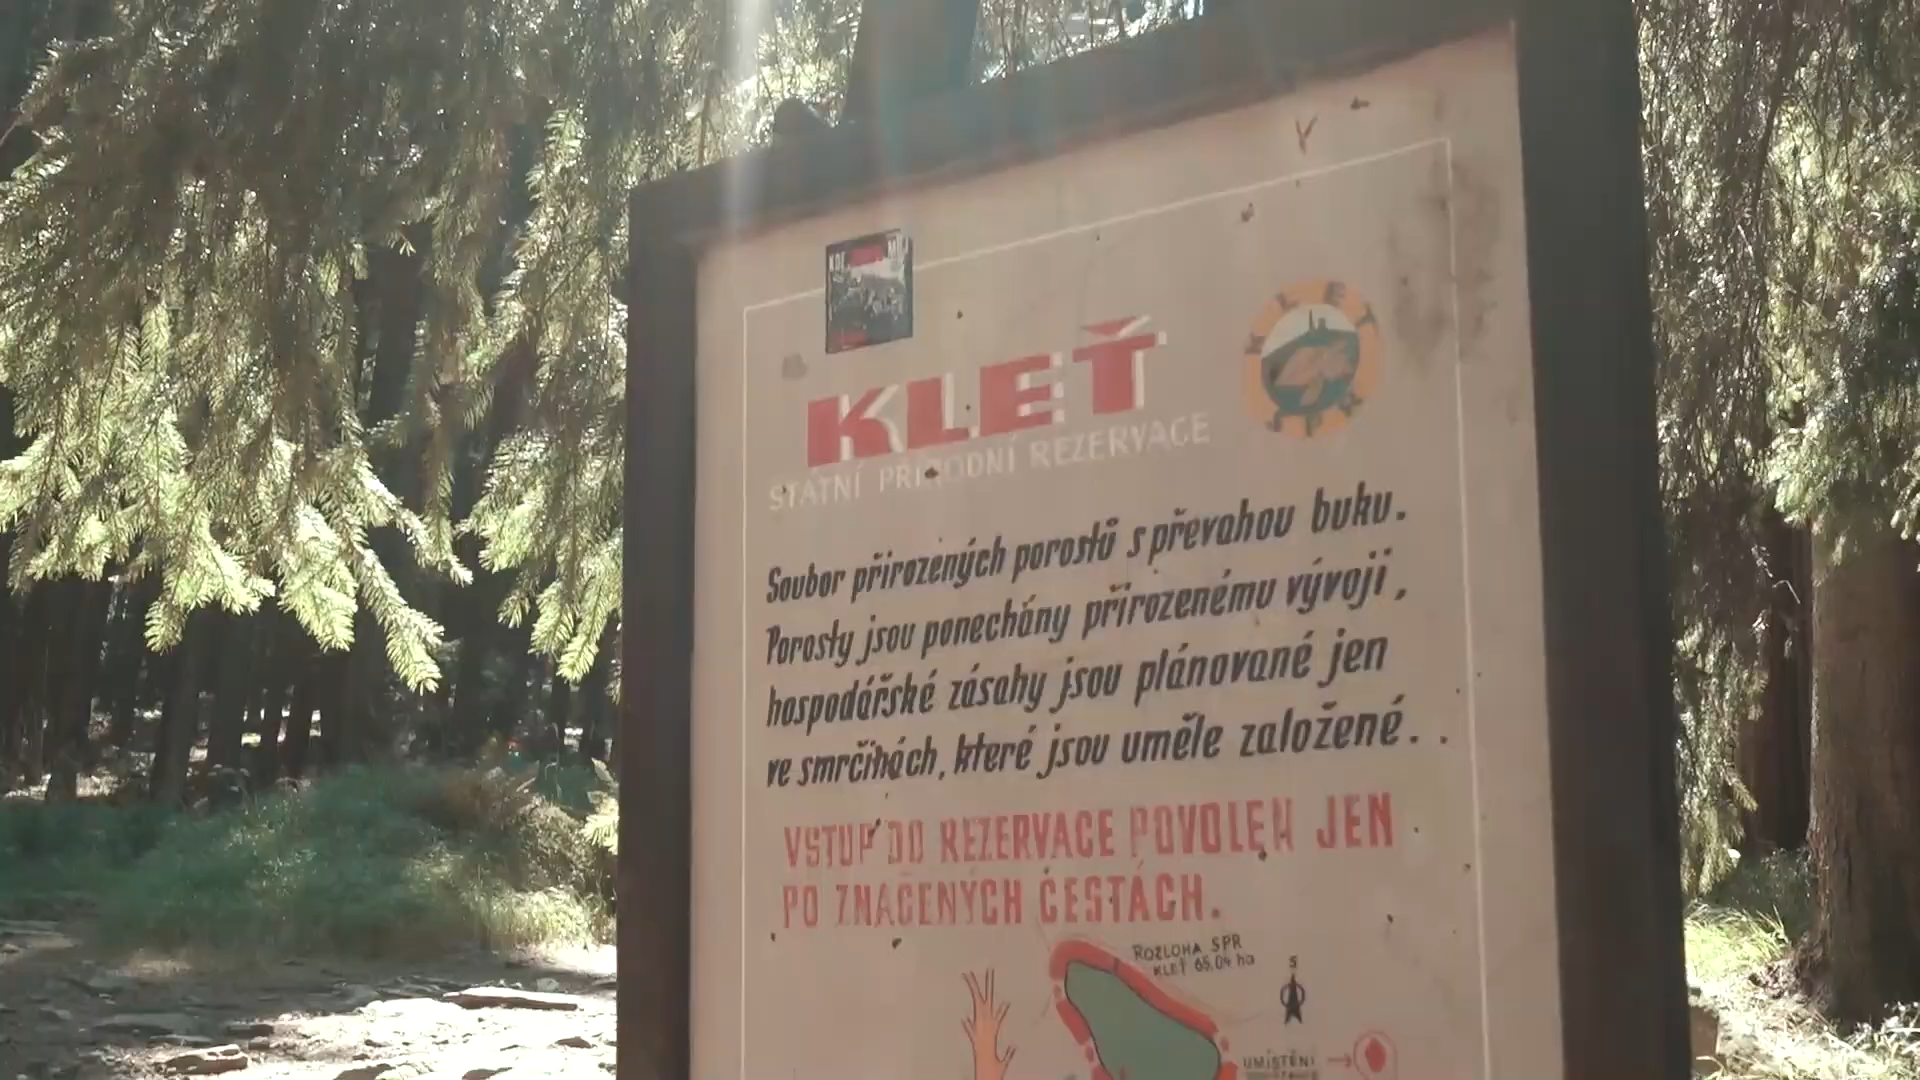 KLEŤ
STÁTNÍ PŘÍRODNÍ REZERVACE
Soubor přirozených porostů s převahou buku.
Porosty jsou ponechány přirozenému vývoji,
hospodářské zásahy jsou plánované jen
ve smrčinách, které jsou uměle založené.
VSTUP DO REZERVACE POVOLEN JEN
PO ZNAČENÝCH CESTÁCH.
ROZLOHA SPR
KLEŤ 65.04 ha
S
UMÍSTĚNÍ